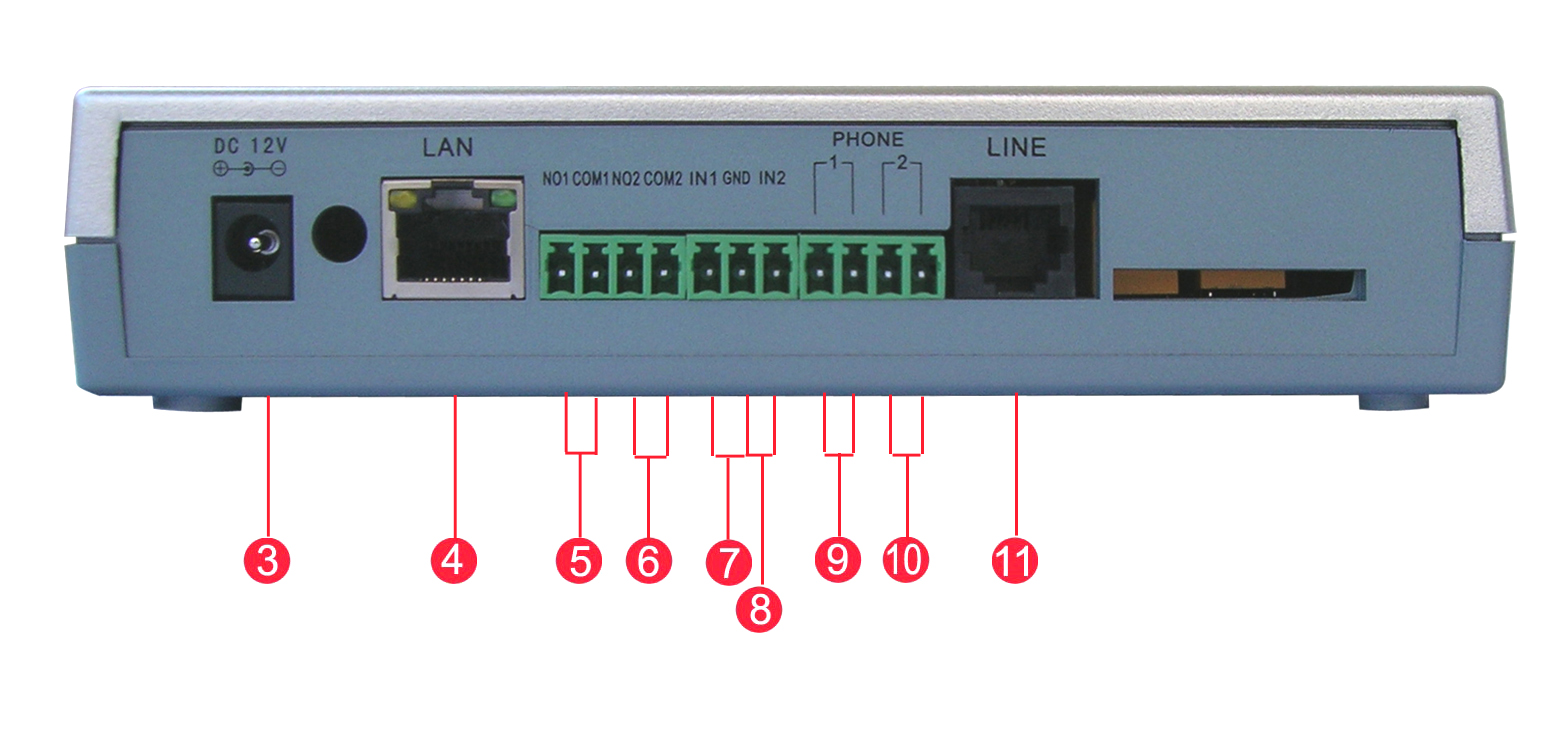 DC 12V
LAN
PHONE
LINE
1 2
NO1 COM1 NO2 COM2 IN1 GND IN2
3 4 5 6 7 9 10 11
8